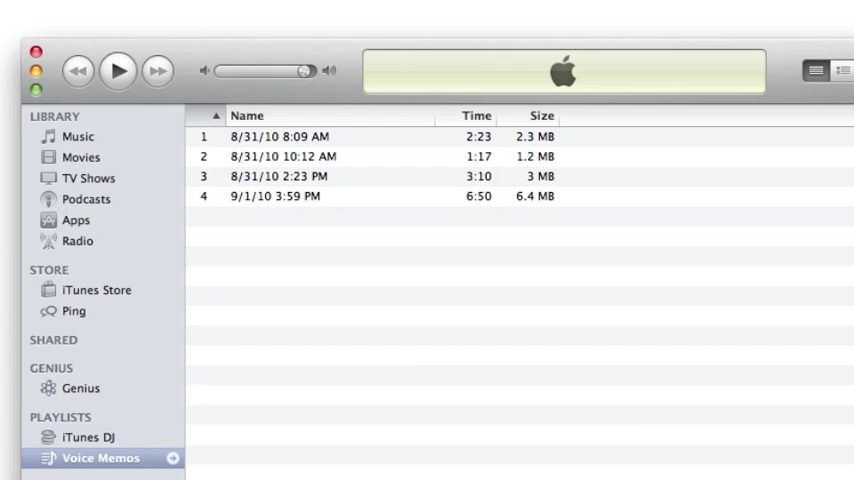 LIBRARY
Music
Movies
TV Shows
Podcasts
Apps
Radio
STORE
iTunes Store
Ping
SHARED
GENIUS
Genius
PLAYLISTS
iTunes DJ
Voice Memos
Name Time Size
1 8/31/10 8:09 AM 2:23 2.3 MB
2 8/31/10 10:12 AM 1:17 1.2 MB
3 8/31/10 2:23 PM 3:10 3 MB
4 9/1/10 3:59 PM 6:50 6.4 MB